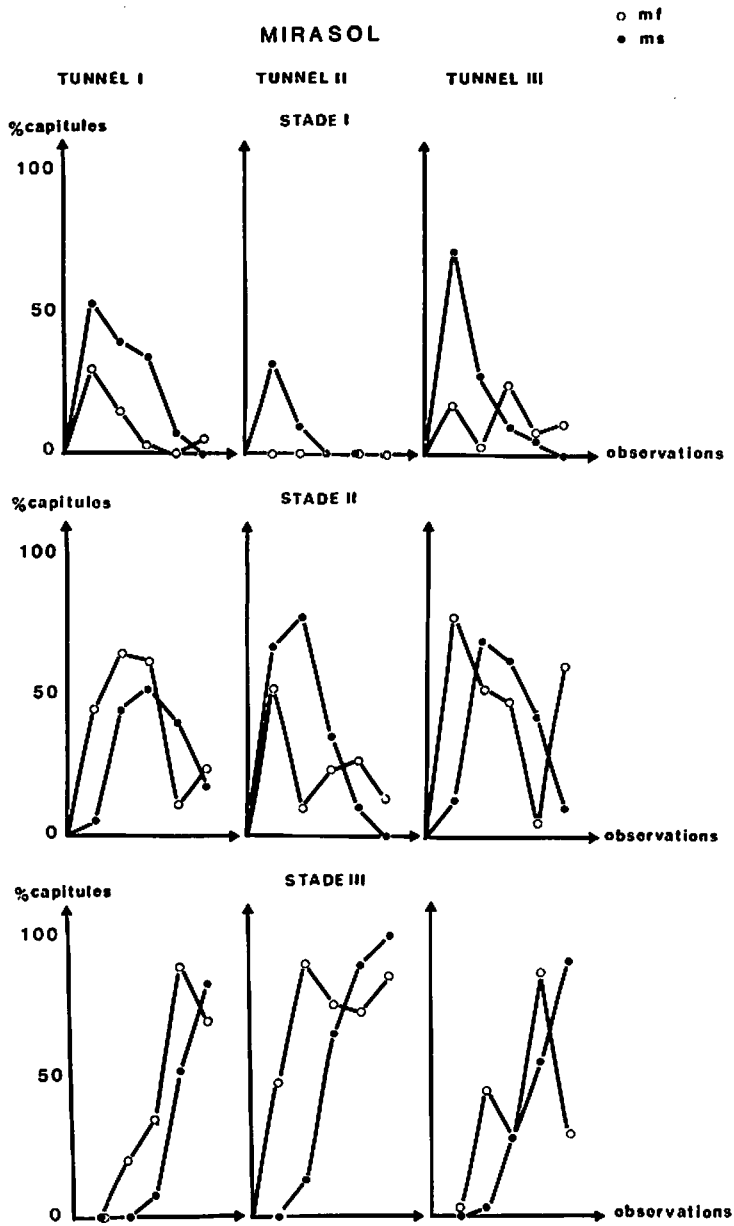 mf
ms
MIRASOL
TUNNEL I TUNNEL II TUNNEL III
%capitules STADE I
100
50
0
observations
%capitules STADE II
100
50
0
observations
%capitules STADE III
100
50
0
observations